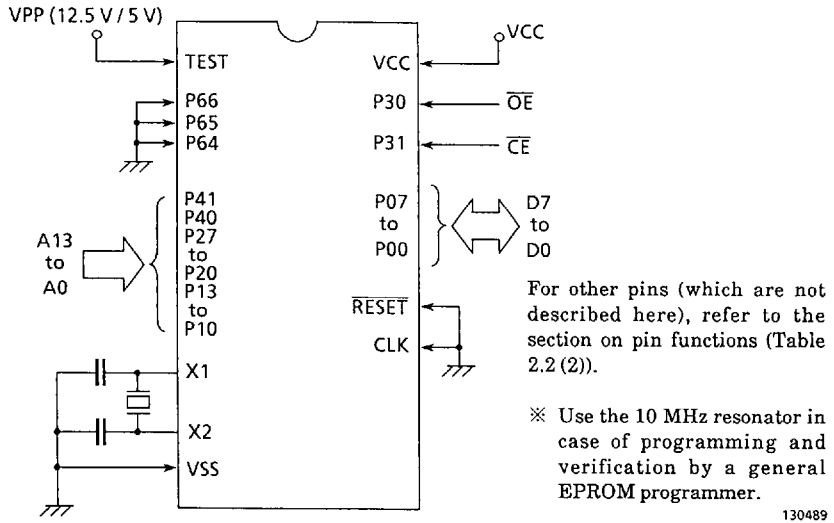 VPP (12.5 V / 5 V)
TEST
P66
P65
P64
A13
to
A0
P41
P40
P27
to
P20
P13
to
P10
X1
X2
VSS
VCC
VCC
P30
OE
P31
CE
P07
to
P00
D7
to
D0
RESET
CLK
For other pins (which are not
described here), refer to the
section on pin functions (Table
2.2 (2)).
※ Use the 10 MHz resonator in
case of programming and
verification by a general
EPROM programmer.
130489